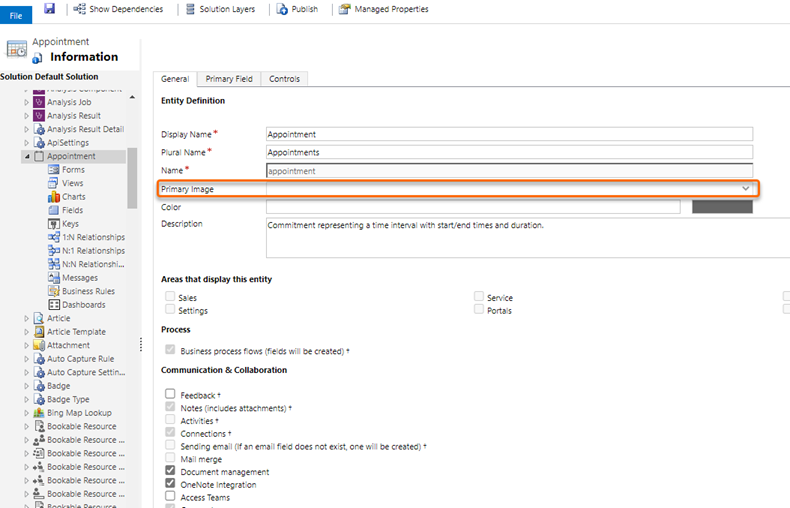 File
Show Dependencies
Solution Layers
Publish
Managed Properties
Appointment
Information
Solution Default Solution
Analysis Job
Analysis Result
Analysis Result Detail
ApiSettings
Appointment
Forms
Views
Charts
Fields
Keys
1:N Relationships
N:1 Relationships
N:N Relationshi...
Messages
Business Rules
Dashboards
Article
Article Template
Attachment
Auto Capture Rule
Auto Capture Settin...
Badge
Badge Type
Bing Map Lookup
Bookable Resource
Bookable Resource ...
Bookable Resource ...
Bookable Resource ...
Bookable Resource ...
Bookable Resource ...
General
Primary Field
Controls
Entity Definition
Display Name*
Appointment
Plural Name*
Appointments
Name*
appointment
Primary Image
Color
Description
Commitment representing a time interval with start/end times and duration.
Areas that display this entity
Sales
Service
Settings
Portals
Process
Business process flows (fields will be created) †
Communication & Collaboration
Feedback †
Notes (includes attachments) †
Activities †
Connections †
Sending email (If an email field does not exist, one will be created) †
Mail merge
Document management
OneNote Integration
Access Teams